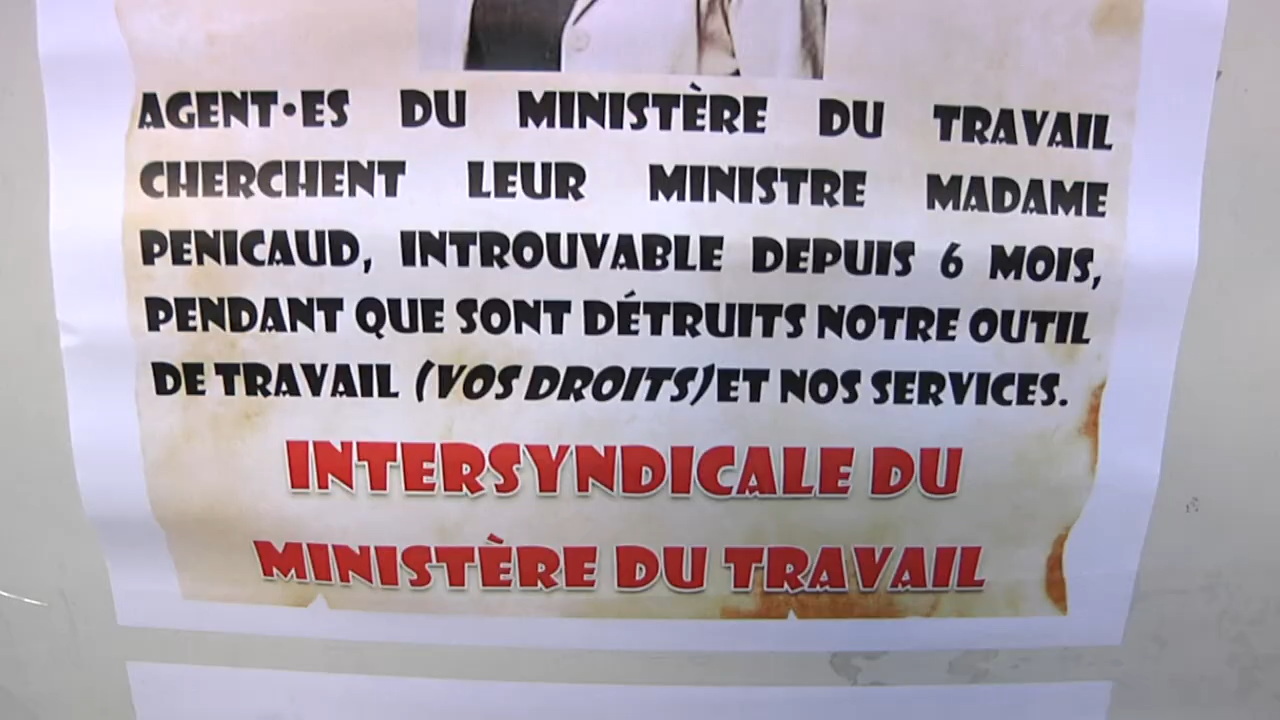 AGENT•ES DU MINISTÈRE DU TRAVAIL
CHERCHENT LEUR MINISTRE MADAME
PENICAUD, INTROUVABLE DEPUIS 6 MOIS,
PENDANT QUE SONT DÉTRUITS NOTRE OUTIL
DE TRAVAIL (VOS DROITS) ET NOS SERVICES.
INTERSYNDICALE DU
MINISTÈRE DU TRAVAIL